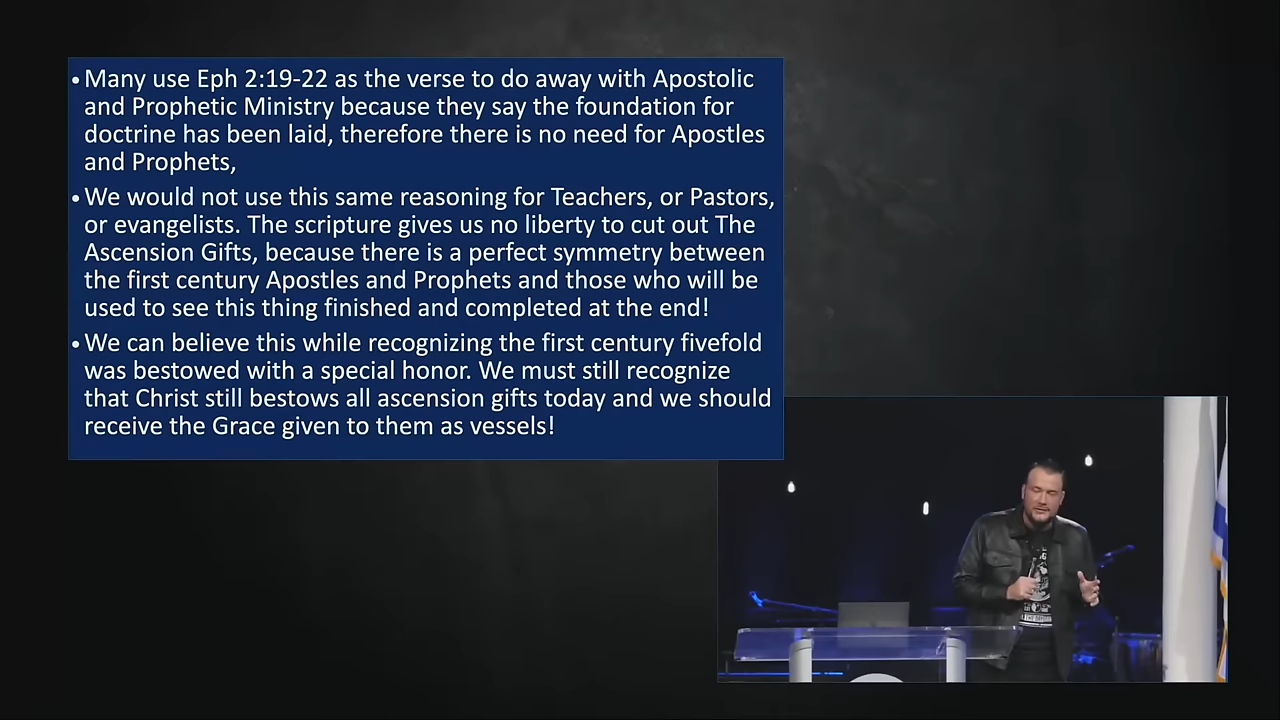 • Many use Eph 2:19-22 as the verse to do away with Apostolic
and Prophetic Ministry because they say the foundation for
doctrine has been laid, therefore there is no need for Apostles
and Prophets,
• We would not use this same reasoning for Teachers, or Pastors,
or evangelists. The scripture gives us no liberty to cut out The
Ascension Gifts, because there is a perfect symmetry between
the first century Apostles and Prophets and those who will be
used to see this thing finished and completed at the end!
• We can believe this while recognizing the first century fivefold
was bestowed with a special honor. We must still recognize
that Christ still bestows all ascension gifts today and we should
receive the Grace given to them as vessels!